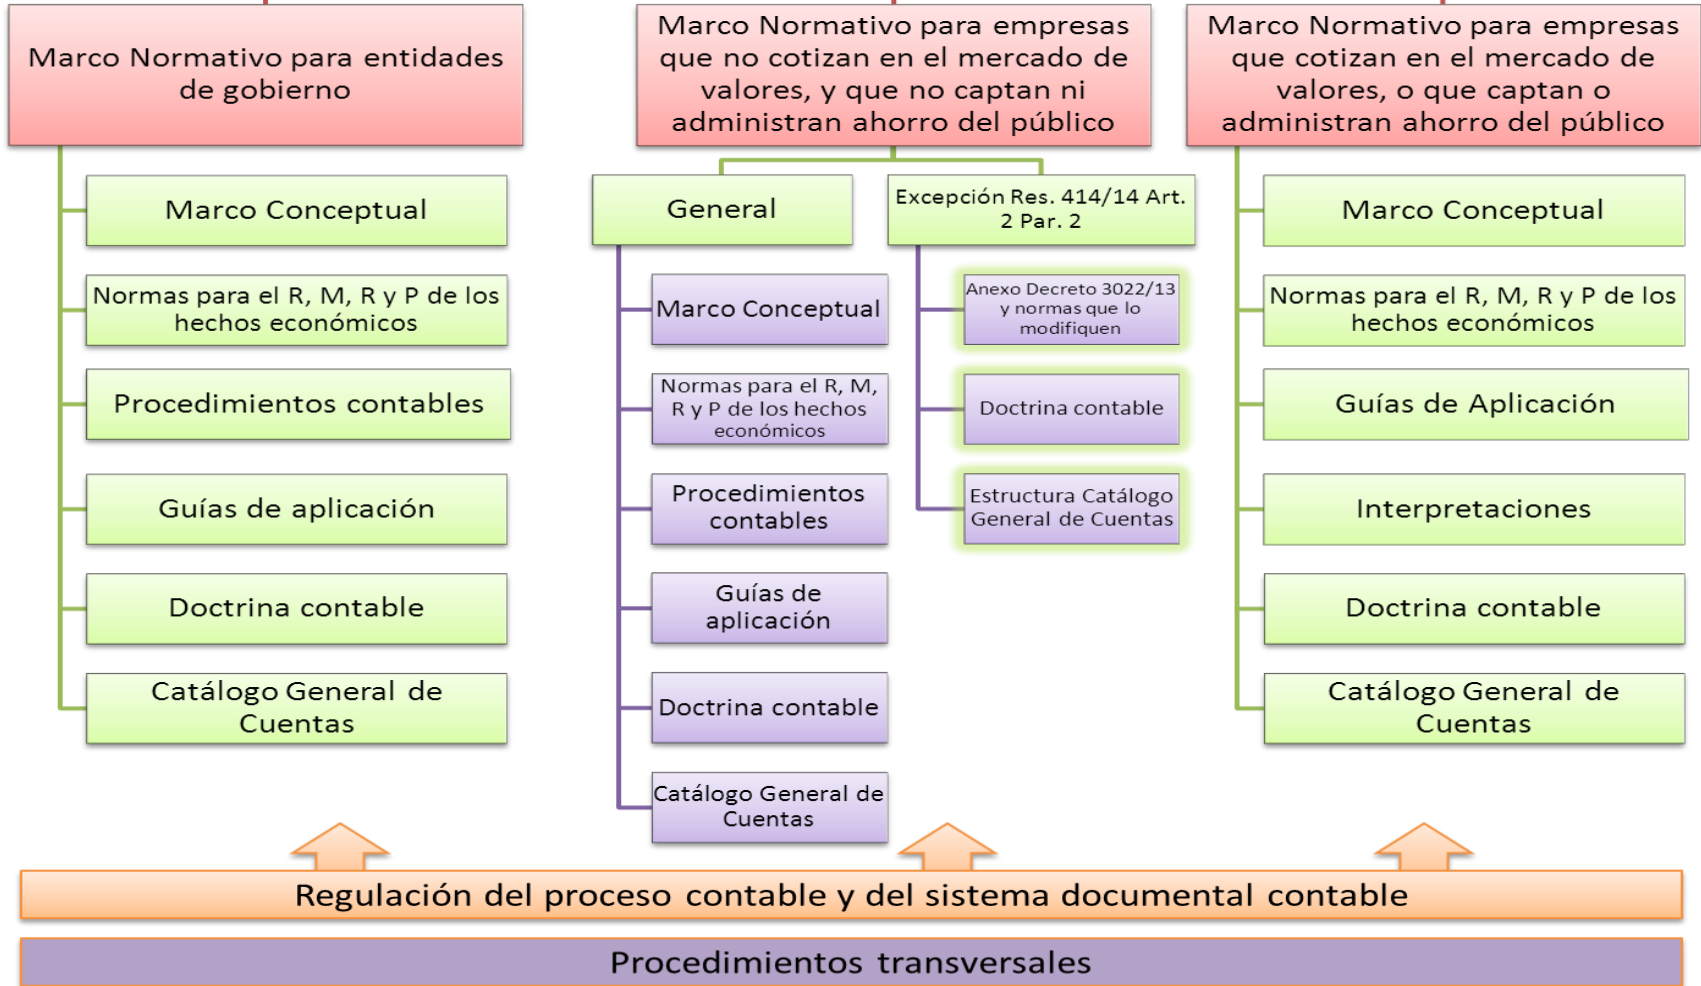 Marco Normativo para entidades
de gobierno
Marco Conceptual
Normas para el R, M, R y P de los
hechos económicos
Procedimientos contables
Guías de aplicación
Doctrina contable
Catálogo General de
Cuentas
Marco Normativo para empresas
que no cotizan en el mercado de
valores, y que no captan ni
administran ahorro del público
General
Marco Conceptual
Normas para el R, M,
R y P de los hechos
económicos
Procedimientos
contables
Guías de
aplicación
Doctrina contable
Catálogo General de
Cuentas
Excepción Res. 414/14 Art.
2 Par. 2
Anexo Decreto 3022/13
y normas que lo
modifiquen
Doctrina contable
Estructura Catálogo
General de Cuentas
Marco Normativo para empresas
que cotizan en el mercado de
valores, o que captan o
administran ahorro del público
Marco Conceptual
Normas para el R, M, R y P de los
hechos económicos
Guías de Aplicación
Interpretaciones
Doctrina contable
Catálogo General de
Cuentas
Regulación del proceso contable y del sistema documental contable
Procedimientos transversales